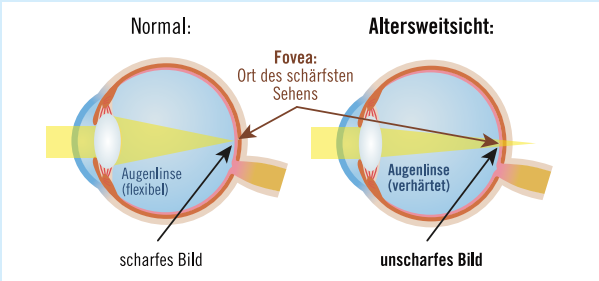 Normal:
Altersweitsicht:
Fovea:
Ort des schärfsten
Sehens
Augenlinse
(flexibel)
Augenlinse
(verhärtet)
scharfes Bild
unscharfes Bild